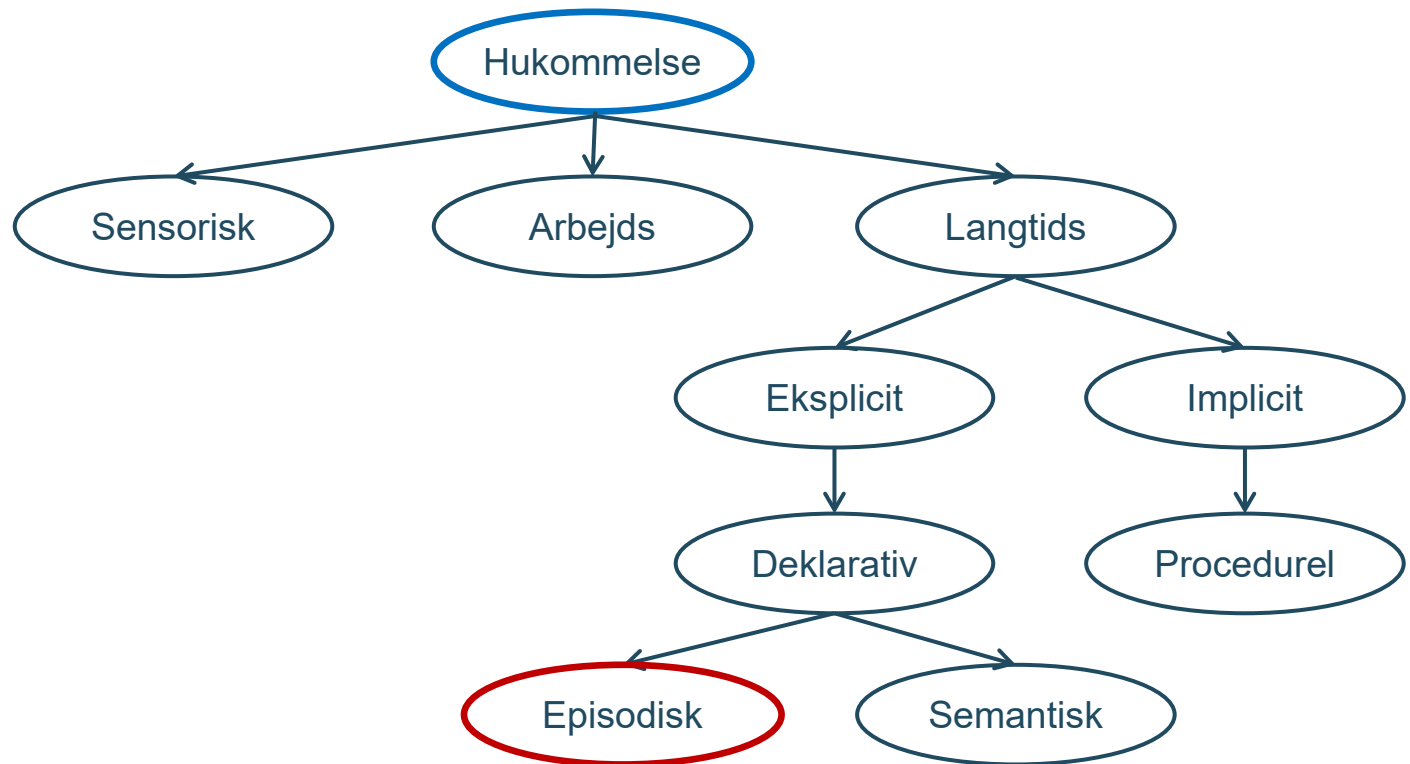 Hukommelse
Sensorisk
Arbejds
Langtids
Eksplicit
Implicit
Deklarativ
Procedurel
Episodisk
Semantisk